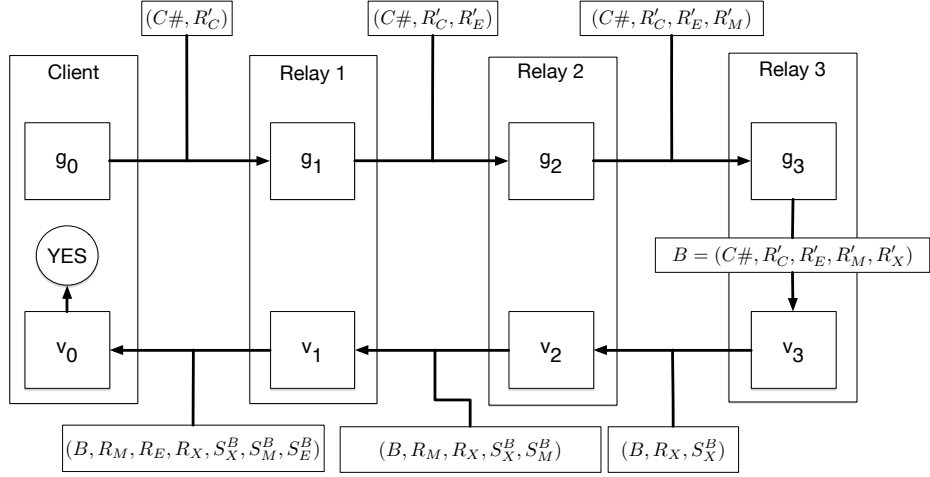 (C#, R′_C)
(C#, R′_C, R′_E)
(C#, R′_C, R′_E, R′_M)
Client
Relay 1
Relay 2
Relay 3
g_0
g_1
g_2
g_3
YES
B = (C#, R′_C, R′_E, R′_M, R′_X)
v_0
v_1
v_2
v_3
(B, R_M, R_E, R_X, S^B_X, S^B_M, S^B_E)
(B, R_M, R_X, S^B_X, S^B_M)
(B, R_X, S^B_X)